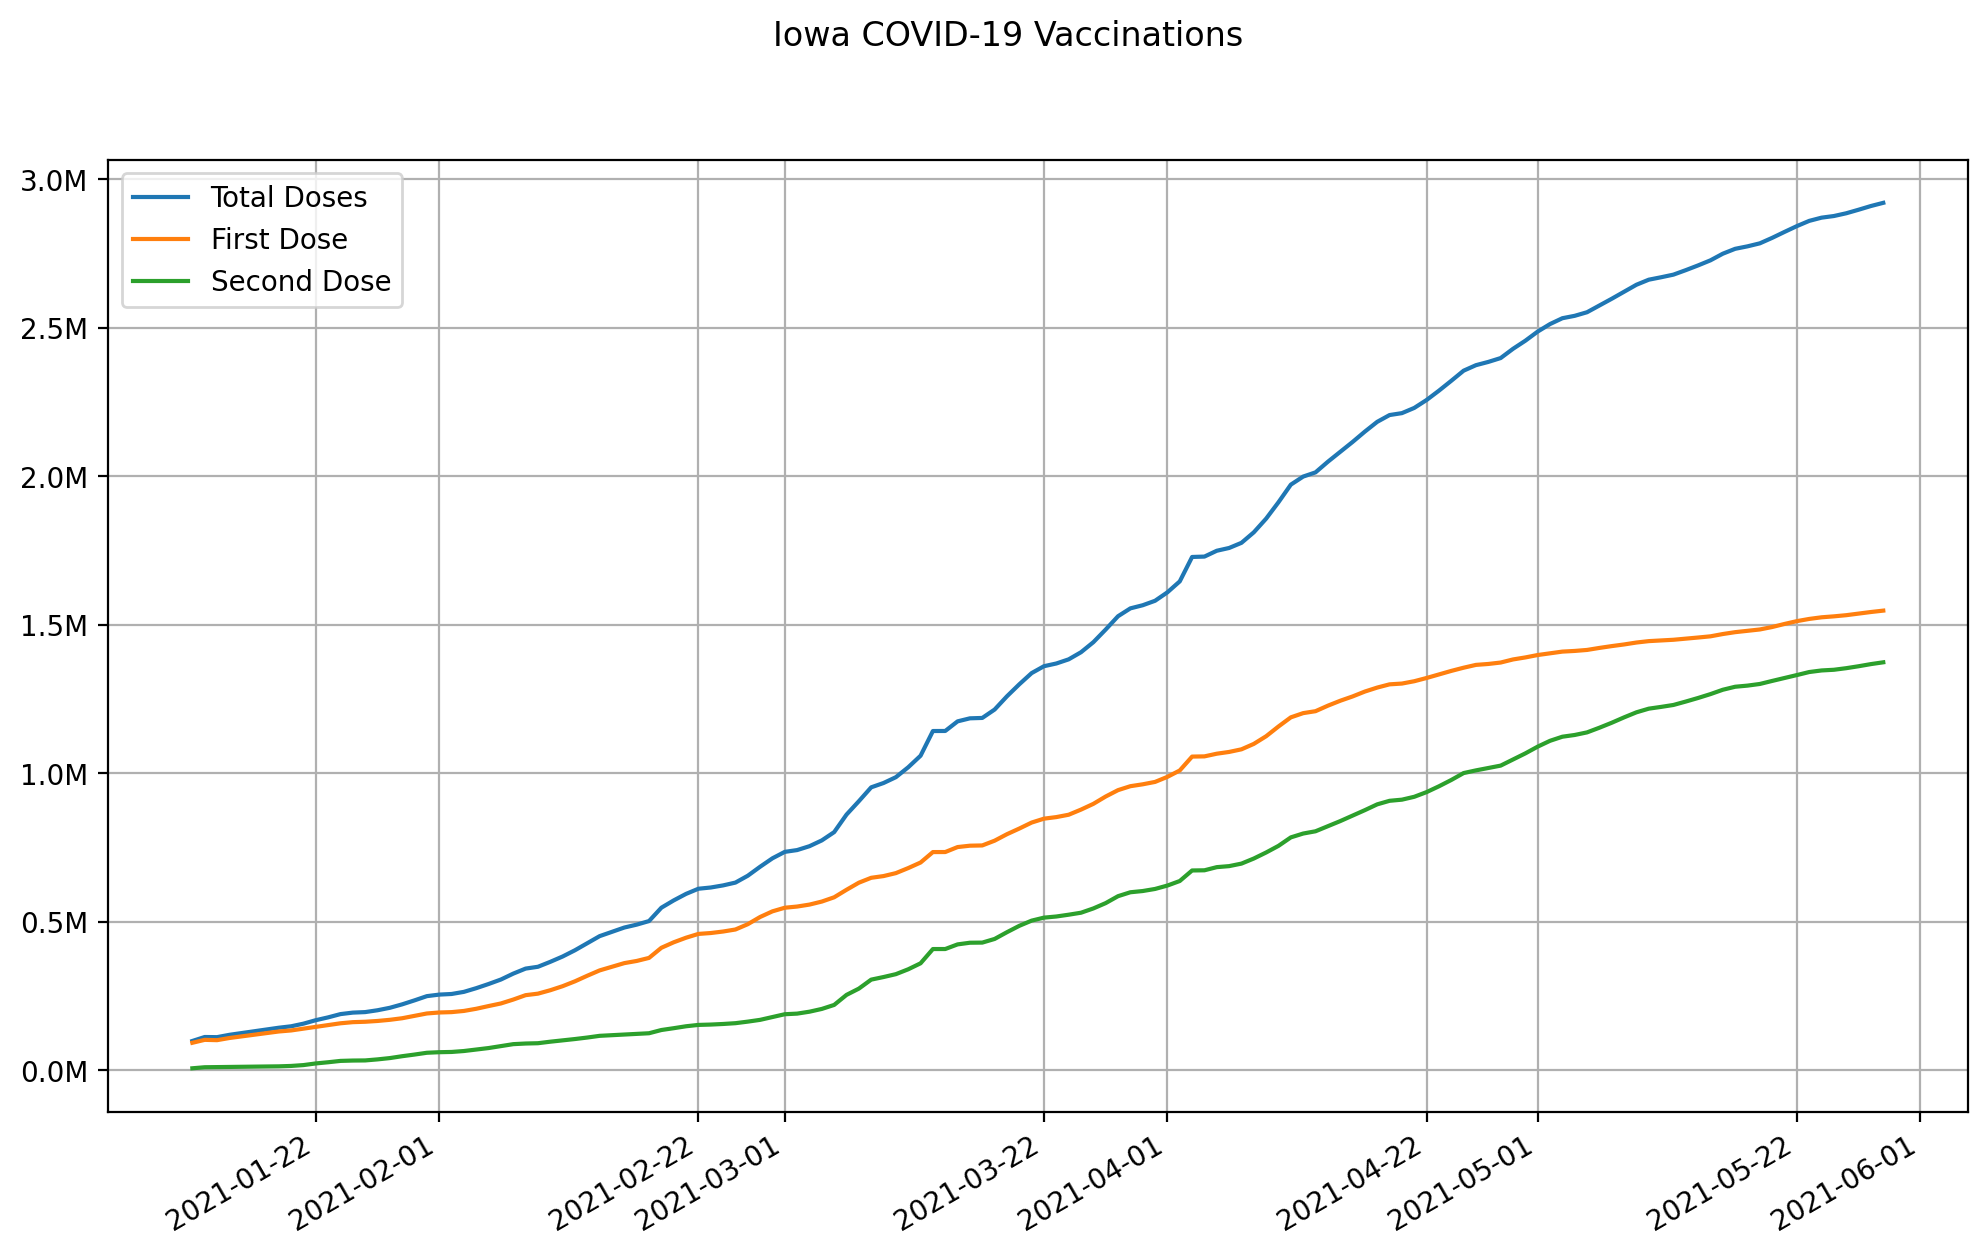 Iowa COVID-19 Vaccinations
3.0M
2.5M
2.0M
1.5M
1.0M
0.5M
0.0M
Total Doses
First Dose
Second Dose
2021-01-22
2021-02-01
2021-02-22
2021-03-01
2021-03-22
2021-04-01
2021-04-22
2021-05-01
2021-05-22
2021-06-01